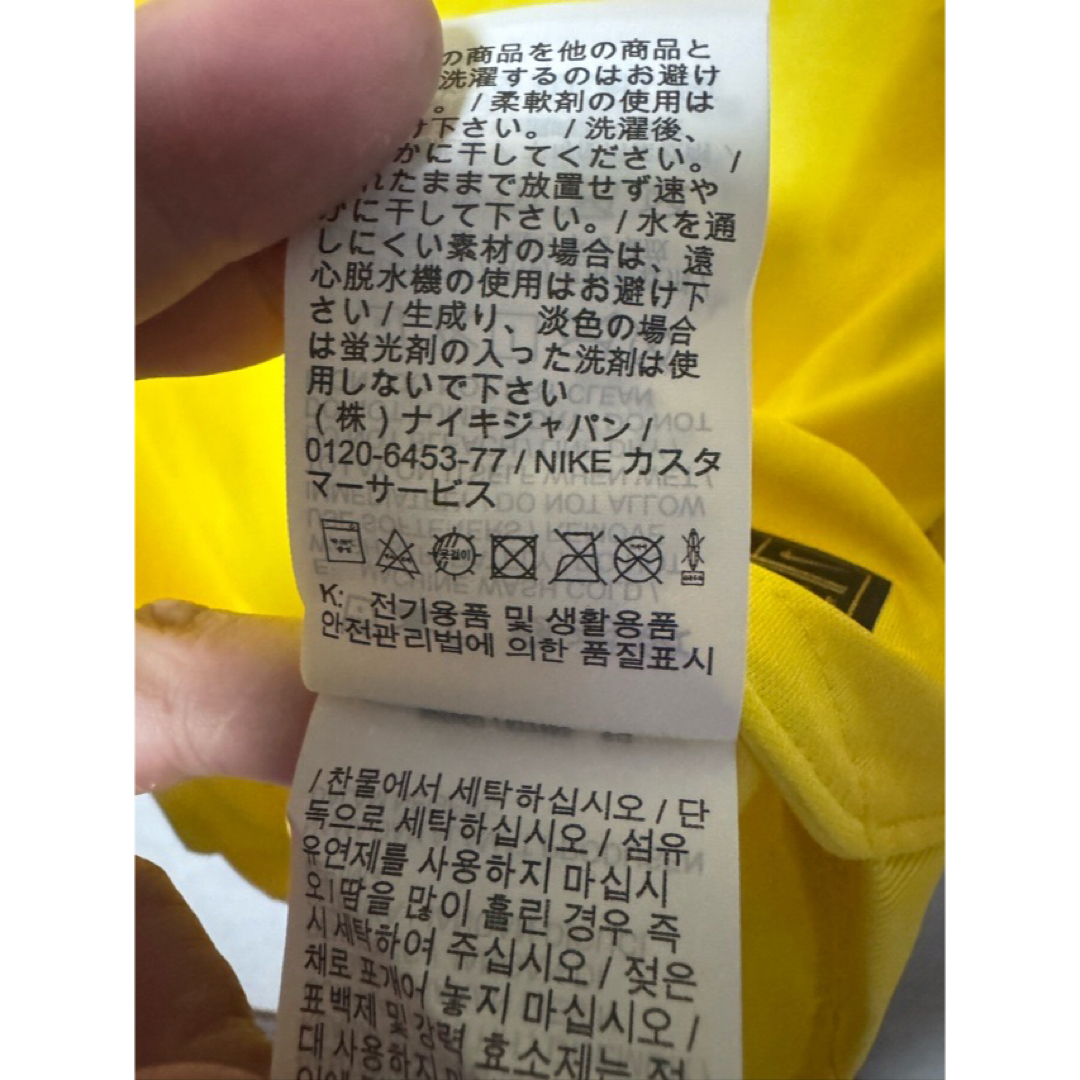 の商品を他の商品と
洗濯するのはお避け
。 / 柔軟剤の使用は
け下さい。 / 洗濯後、
かに干してください。 /
れたままで放置せず速や
かに干して下さい。/ 水を通
しにくい素材の場合は、遠
心脱水機の使用はお避け下
さい / 生成り、淡色の場合
は蛍光剤の入った洗剤は使
用しないで下さい
(株) ナイキジャパン /
0120-6453-77 / NIKE カスタ
マーサービス
옷걸이
K: 전기용품 및 생활용품
안전관리법에 의한 품질표시
/ 찬물에서 세탁하십시오 / 단
독으로 세탁하십시오 / 섬유
유연제를 사용하지 마십시
오| 땀을 많이 흘린 경우 즉
시 세탁하여 주십시오 / 젖은
채로 포개어 놓지 마십시오 /
표백제 및 강력 효소제는 절
대 사용하지